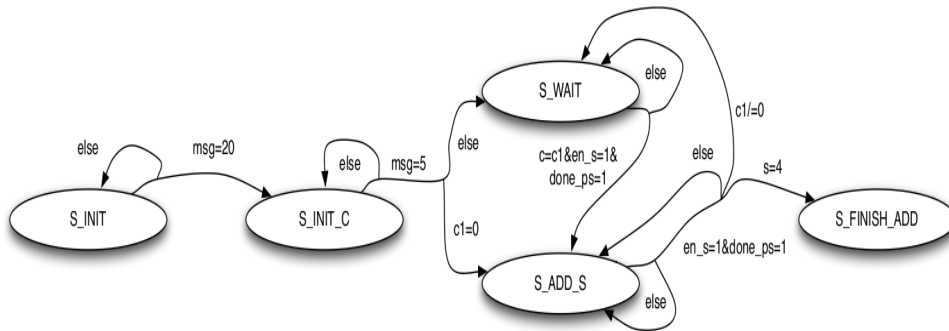 else
msg=20
S_INIT
else
msg=5
S_INIT_C
else
c1=0
S_WAIT
else
c=c1&en_s=1&
done_ps=1
c1/=0
else
s=4
S_ADD_S
else
en_s=1&done_ps=1
S_FINISH_ADD